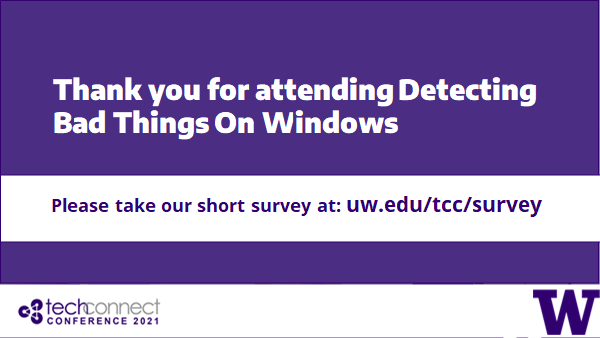 Thank you for attending Detecting
Bad Things On Windows
Please take our short survey at: uw.edu/tcc/survey
techconnect
CONFERENCE 2021
W